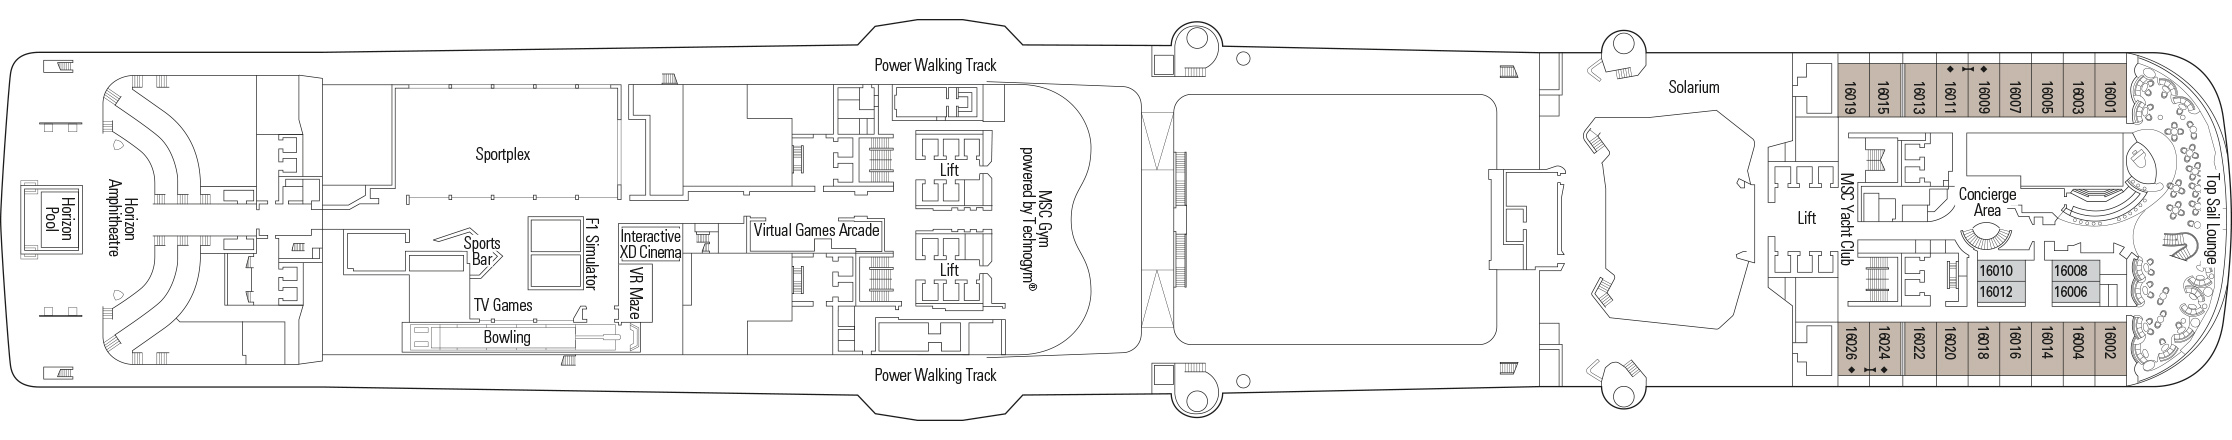 Horizon
Pool
Horizon
Amphitheatre
Power Walking Track
Sportplex
Sports
Bar
F1 Simulator
TV Games
Bowling
Interactive
XD Cinema
VR Maze
Virtual Games Arcade
Lift
Lift
MSC Gym
powered by Technogym®
Power Walking Track
Solarium
Lift
MSC Yacht Club
16019
16015
16013
16011
16009
16007
16005
16003
16001
Concierge
Area
16010
16012
16008
16006
16026
16024
16022
16020
16018
16016
16014
16004
16002
Top Sail Lounge